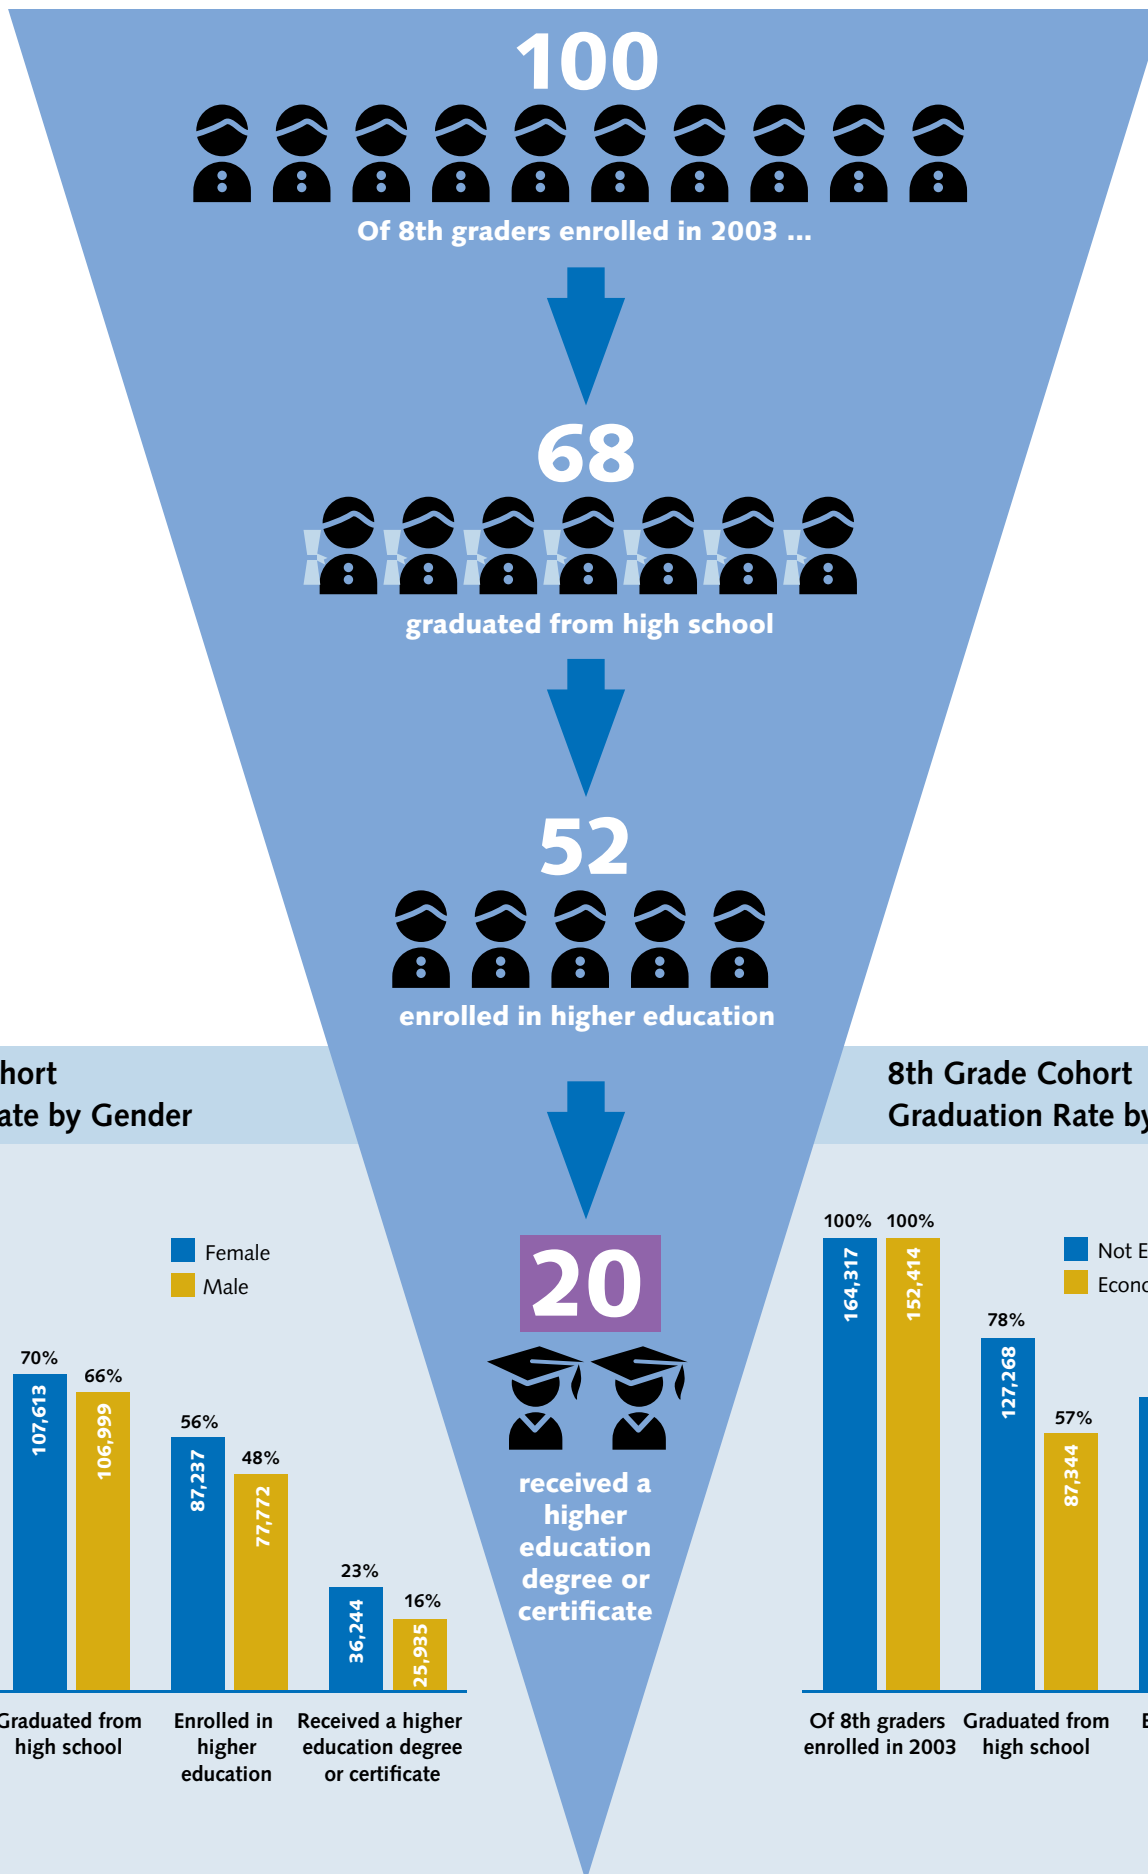 100
Of 8th graders enrolled in 2003 ...
68
graduated from high school
52
enrolled in higher education
20
received a
higher
education
degree or
certificate
hort
ate by Gender
Female
Male
70%
107,613
66%
106,999
56%
87,237
48%
77,772
23%
36,244
16%
25,935
Graduated from
high school
Enrolled in
higher
education
Received a higher
education degree
or certificate
8th Grade Cohort
Graduation Rate by
Not E
Econo
100%
164,317
100%
152,414
78%
127,268
57%
87,344
Of 8th graders
enrolled in 2003
Graduated from
high school
E